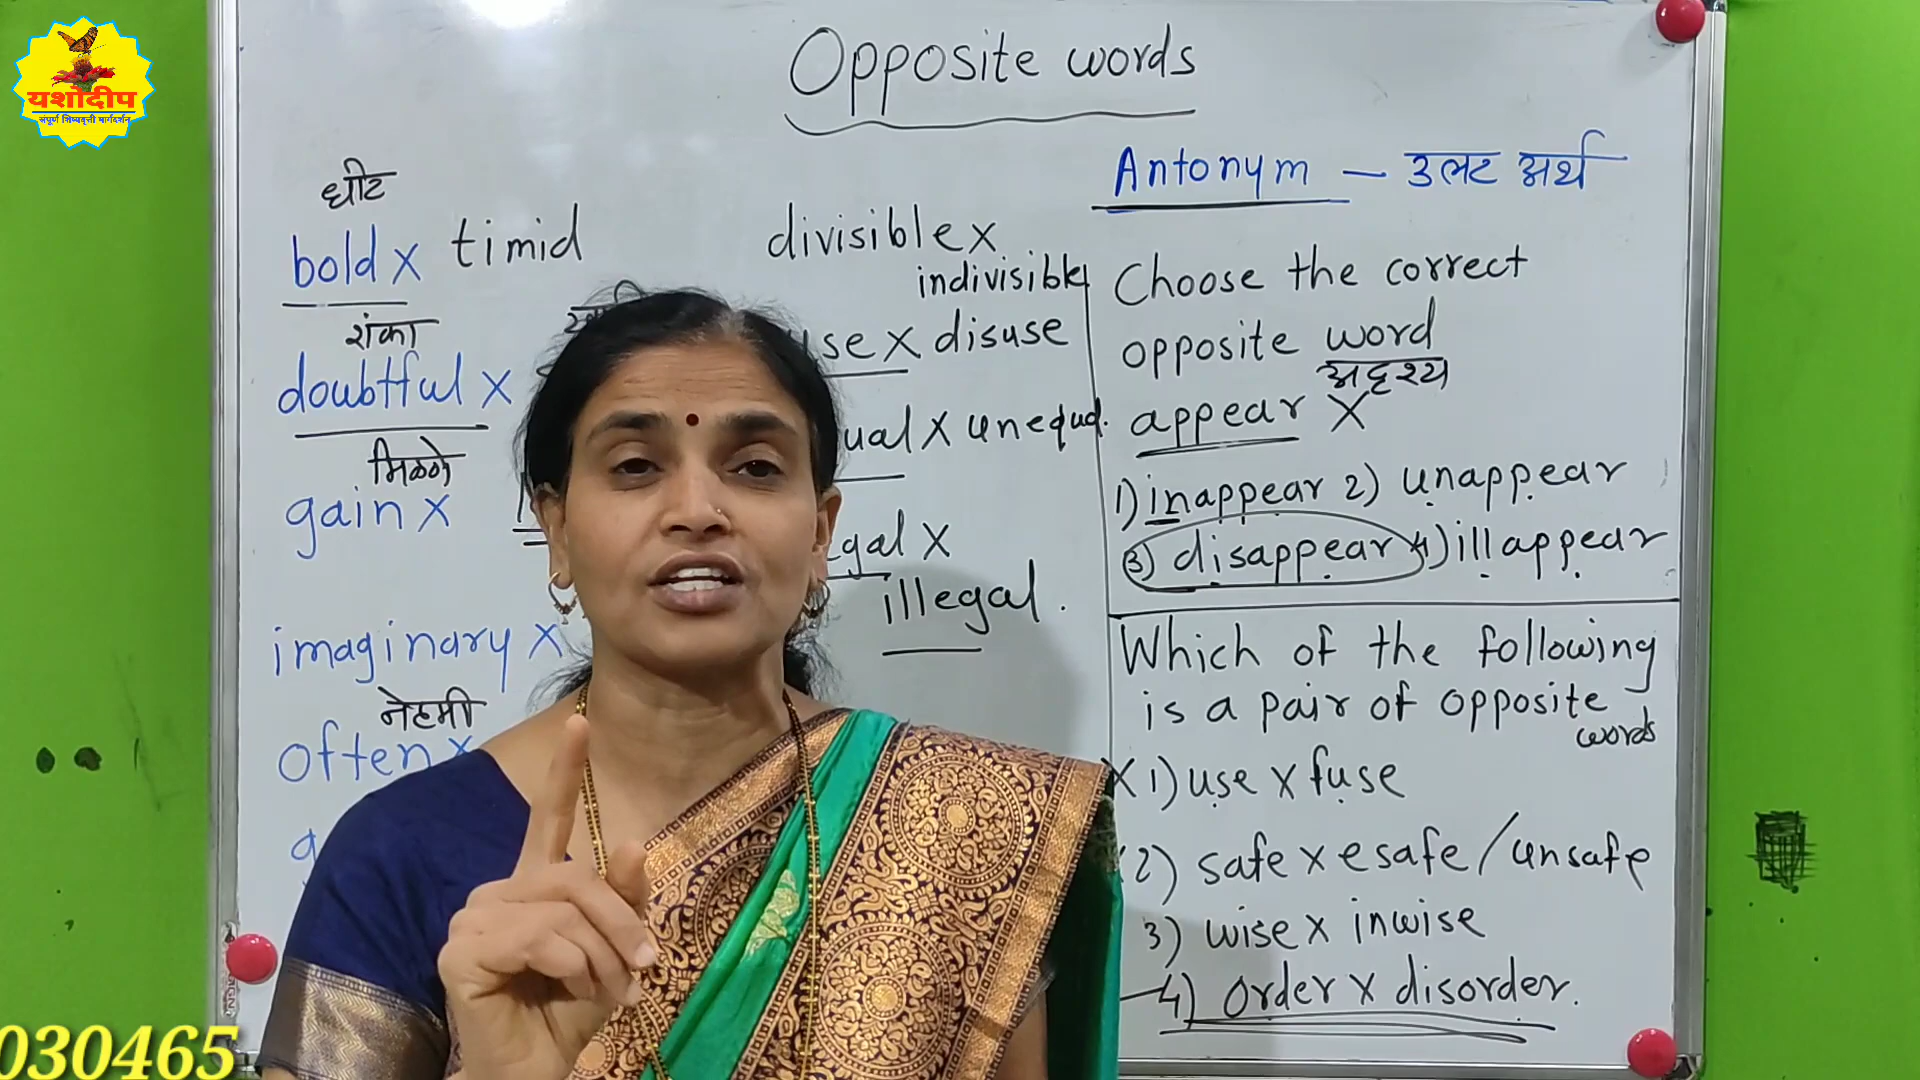 यशोदीप
संपूर्ण शिष्यवृत्ती मार्गदर्शन
Opposite words
Antonym — उलट अर्थ
धीट
bold x timid
शंका
doubtful x
मिळणे
gain x
imaginary x
नेहमी
often x
divisible x
indivisible
use x disuse
ual x unequal.
gal x
illegal.
Choose the correct
opposite word
अदृश्य
appear x
1) inappear 2) unappear
3) disappear 4) illappear
Which of the following
is a pair of opposite
words
x 1) use x fuse
2) safe x esafe / unsafe
3) wise x inwise
4) order x disorder.
030465